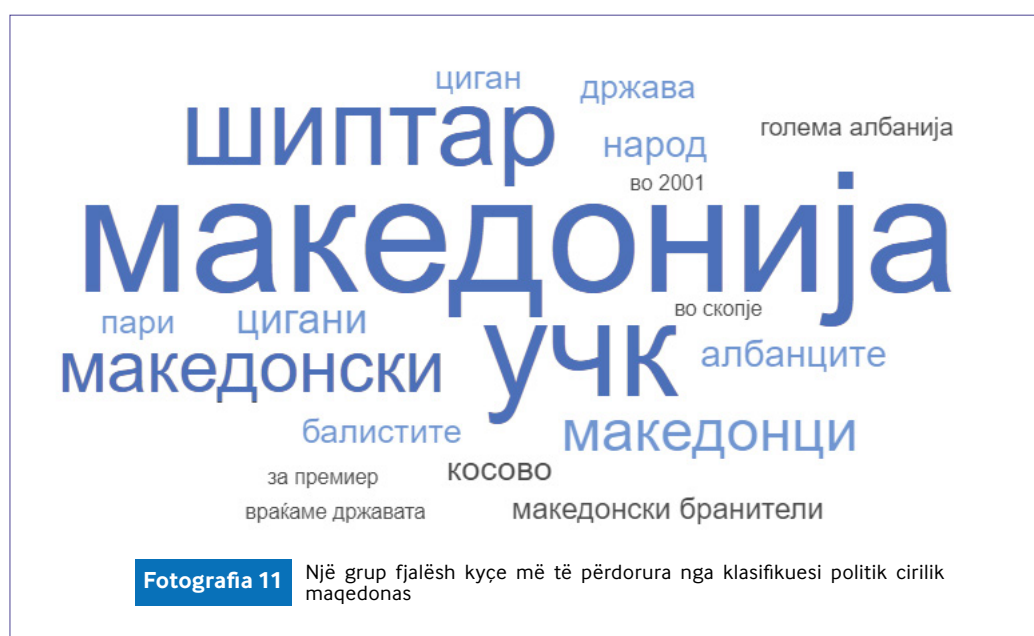 циган
држава
шиптар
народ
голема албанија
во 2001
македонија
во скопје
пари
цигани
учк
албанците
македонски
балистите
македонци
за премиер
косово
враќаме државата
македонски бранители
Fotografia 11
Një grup fjalësh kyçe më të përdorura nga klasifikuesi politik cirilik
maqedonas